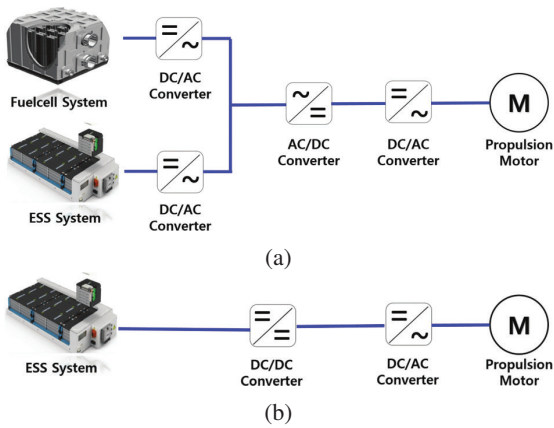 Fuelcell System
DC/AC
Converter
ESS System
DC/AC
Converter
AC/DC
Converter
DC/AC
Converter
M
Propulsion
Motor
(a)
ESS System
DC/DC
Converter
DC/AC
Converter
M
Propulsion
Motor
(b)